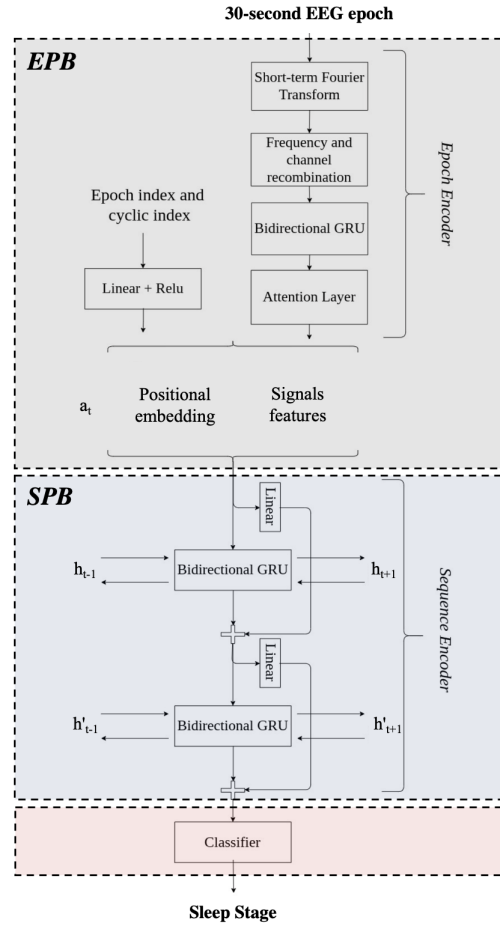 30-second EEG epoch
EPB
Short-term Fourier
Transform
Frequency and
channel
recombination
Epoch Encoder
Epoch index and
cyclic index
Bidirectional GRU
Linear + Relu
Attention Layer
a_t
Positional
embedding
Signals
features
SPB
Linear
h_{t-1}
Bidirectional GRU
h_{t+1}
Sequence Encoder
Linear
h'_{t-1}
Bidirectional GRU
h'_{t+1}
Classifier
Sleep Stage